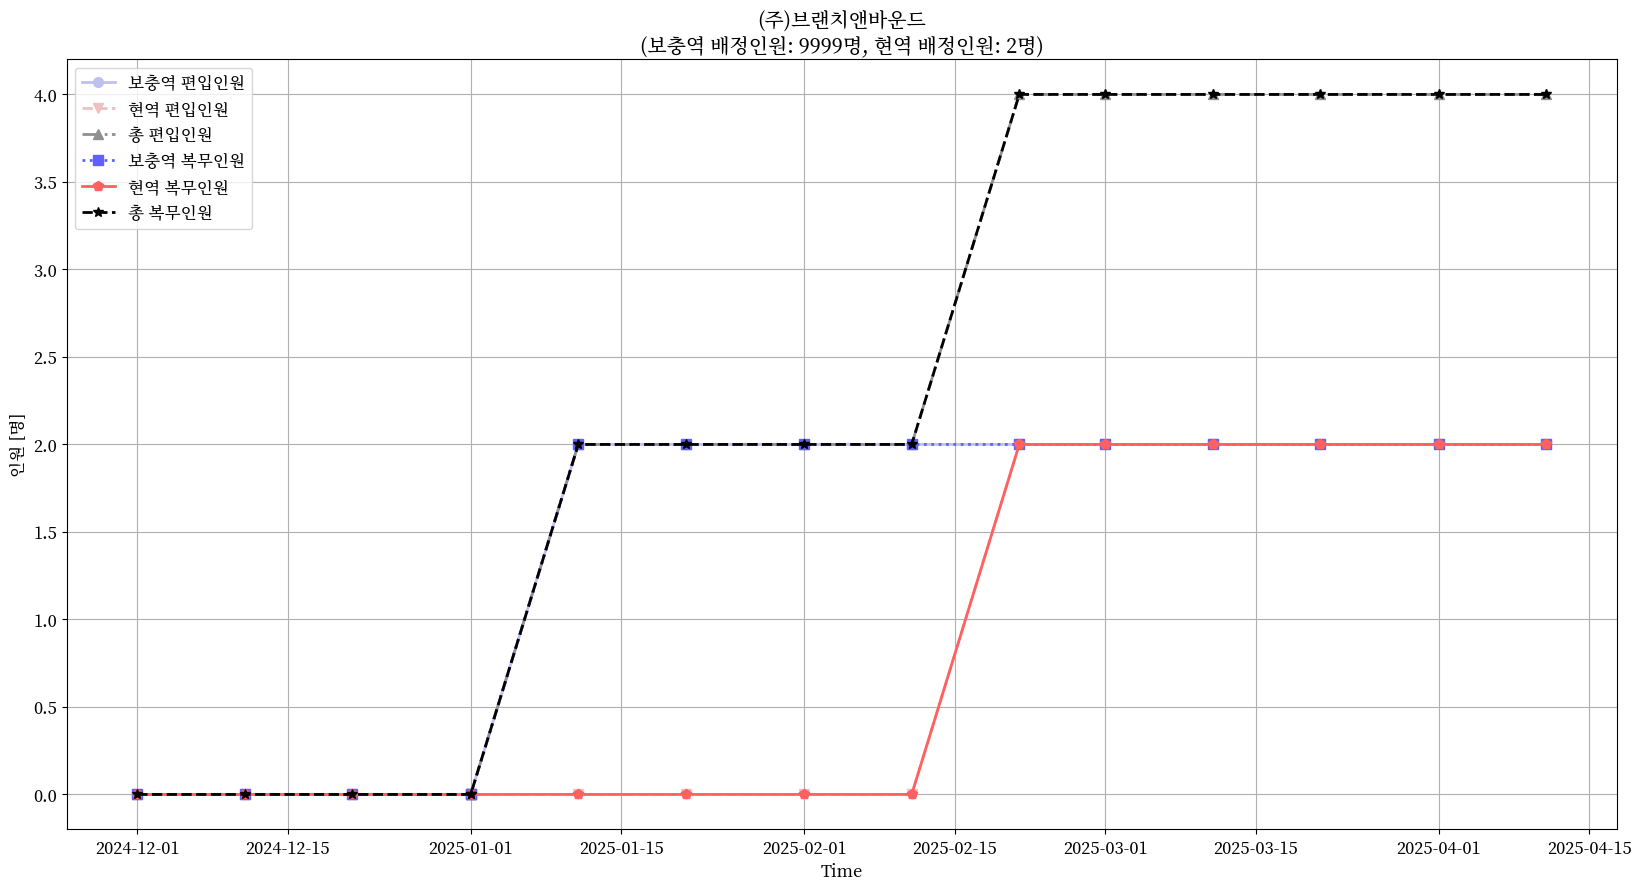 (주)브랜치앤바운드
(보충역 배정인원: 9999명, 현역 배정인원: 2명)
보충역 편입인원
현역 편입인원
총 편입인원
보충역 복무인원
현역 복무인원
총 복무인원
4.0
3.5
3.0
2.5
2.0
1.5
1.0
0.5
0.0
인원 [명]
2024-12-01 2024-12-15 2025-01-01 2025-01-15 2025-02-01 2025-02-15 2025-03-01 2025-03-15 2025-04-01 2025-04-15
Time